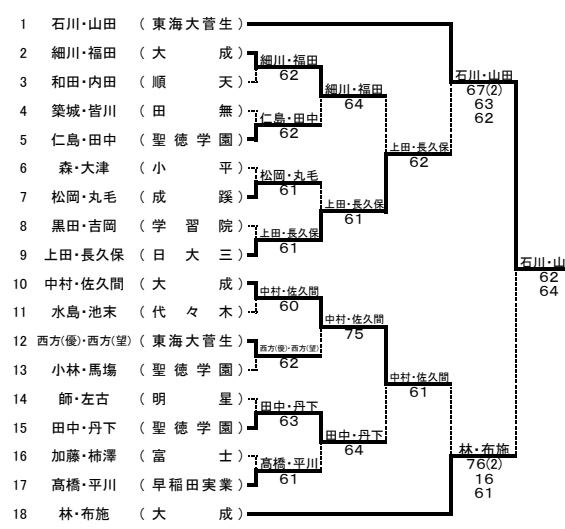 1 石川・山田 (東海大菅生)
2 細川・福田 (大成)
3 和田・内田 (順天)
4 築城・皆川 (田無)
5 仁島・田中 (聖徳学園)
6 森・大津 (小平)
7 松岡・丸毛 (成蹊)
8 黒田・吉岡 (学習院)
9 上田・長久保 (日大三)
10 中村・佐久間 (大成)
11 水島・池末 (代々木)
12 西方(優)・西方(望) (東海大菅生)
13 小林・馬塲 (聖徳学園)
14 師・左古 (明星)
15 田中・丹下 (聖徳学園)
16 加藤・柿澤 (富士)
17 髙橋・平川 (早稲田実業)
18 林・布施 (大成)
細川・福田
62
仁島・田中
62
松岡・丸毛
61
上田・長久保
61
中村・佐久間
60
西方(優)・西方(望)
62
田中・丹下
63
髙橋・平川
61
細川・福田
64
上田・長久保
61
中村・佐久間
75
田中・丹下
64
上田・長久保
62
中村・佐久間
61
石川・山田
67(2)
63
62
林・布施
76(2)
16
61
石川・山
62
64